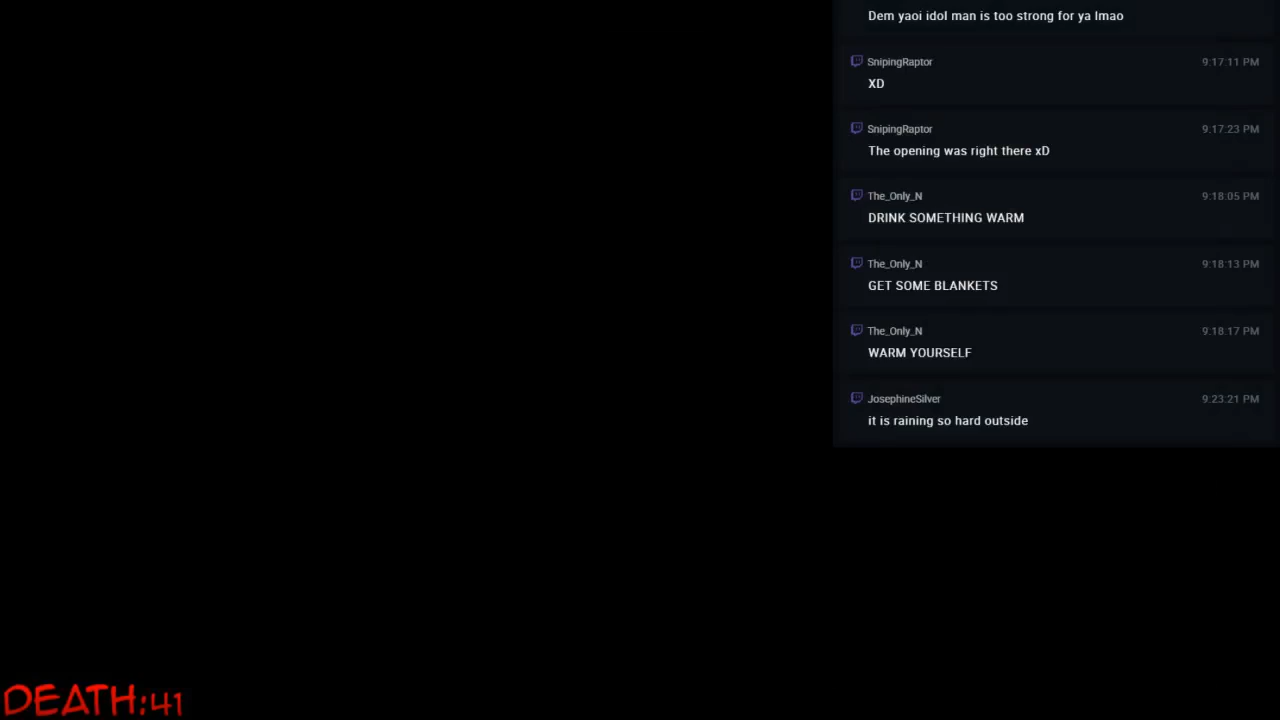 Dem yaoi idol man is too strong for ya lmao
SnipingRaptor 9:17:11 PM
XD
SnipingRaptor 9:17:23 PM
The opening was right there xD
The_Only_N 9:18:05 PM
DRINK SOMETHING WARM
The_Only_N 9:18:13 PM
GET SOME BLANKETS
The_Only_N 9:18:17 PM
WARM YOURSELF
JosephineSilver 9:23:21 PM
it is raining so hard outside
DEATH:41